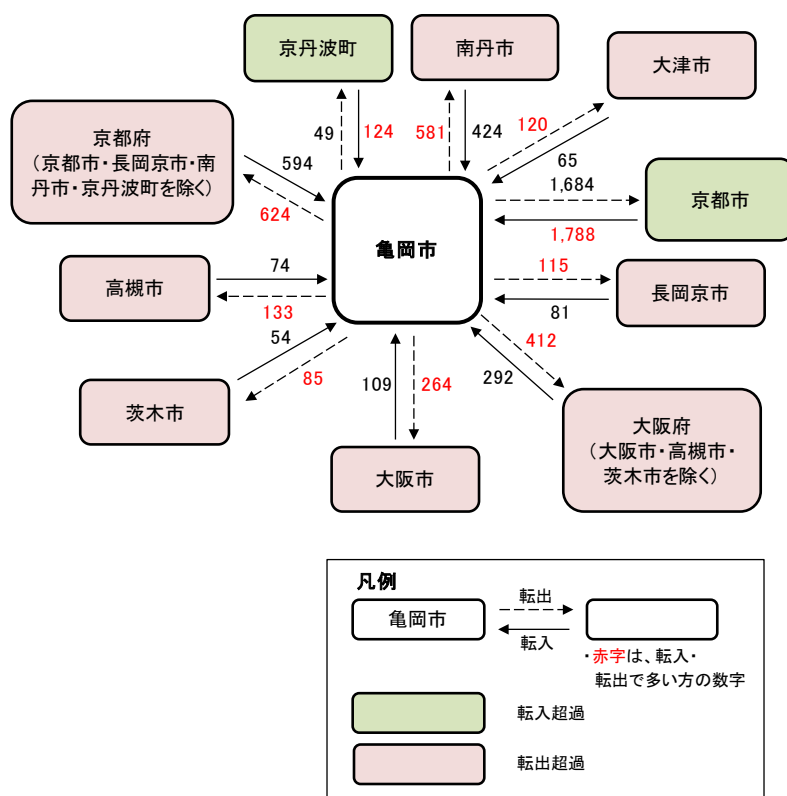 京丹波町
南丹市
大津市
京都府
（京都市・長岡京市・南
丹市・京丹波町を除く）
49
124
581
424
120
65
594
624
1,684
1,788
京都市
亀岡市
高槻市
74
133
115
81
長岡京市
54
85
茨木市
109
264
412
292
大阪市
大阪府
（大阪市・高槻市・
茨木市を除く）
凡例
亀岡市
転出
転入
・赤字は、転入・
転出で多い方の数字
転入超過
転出超過